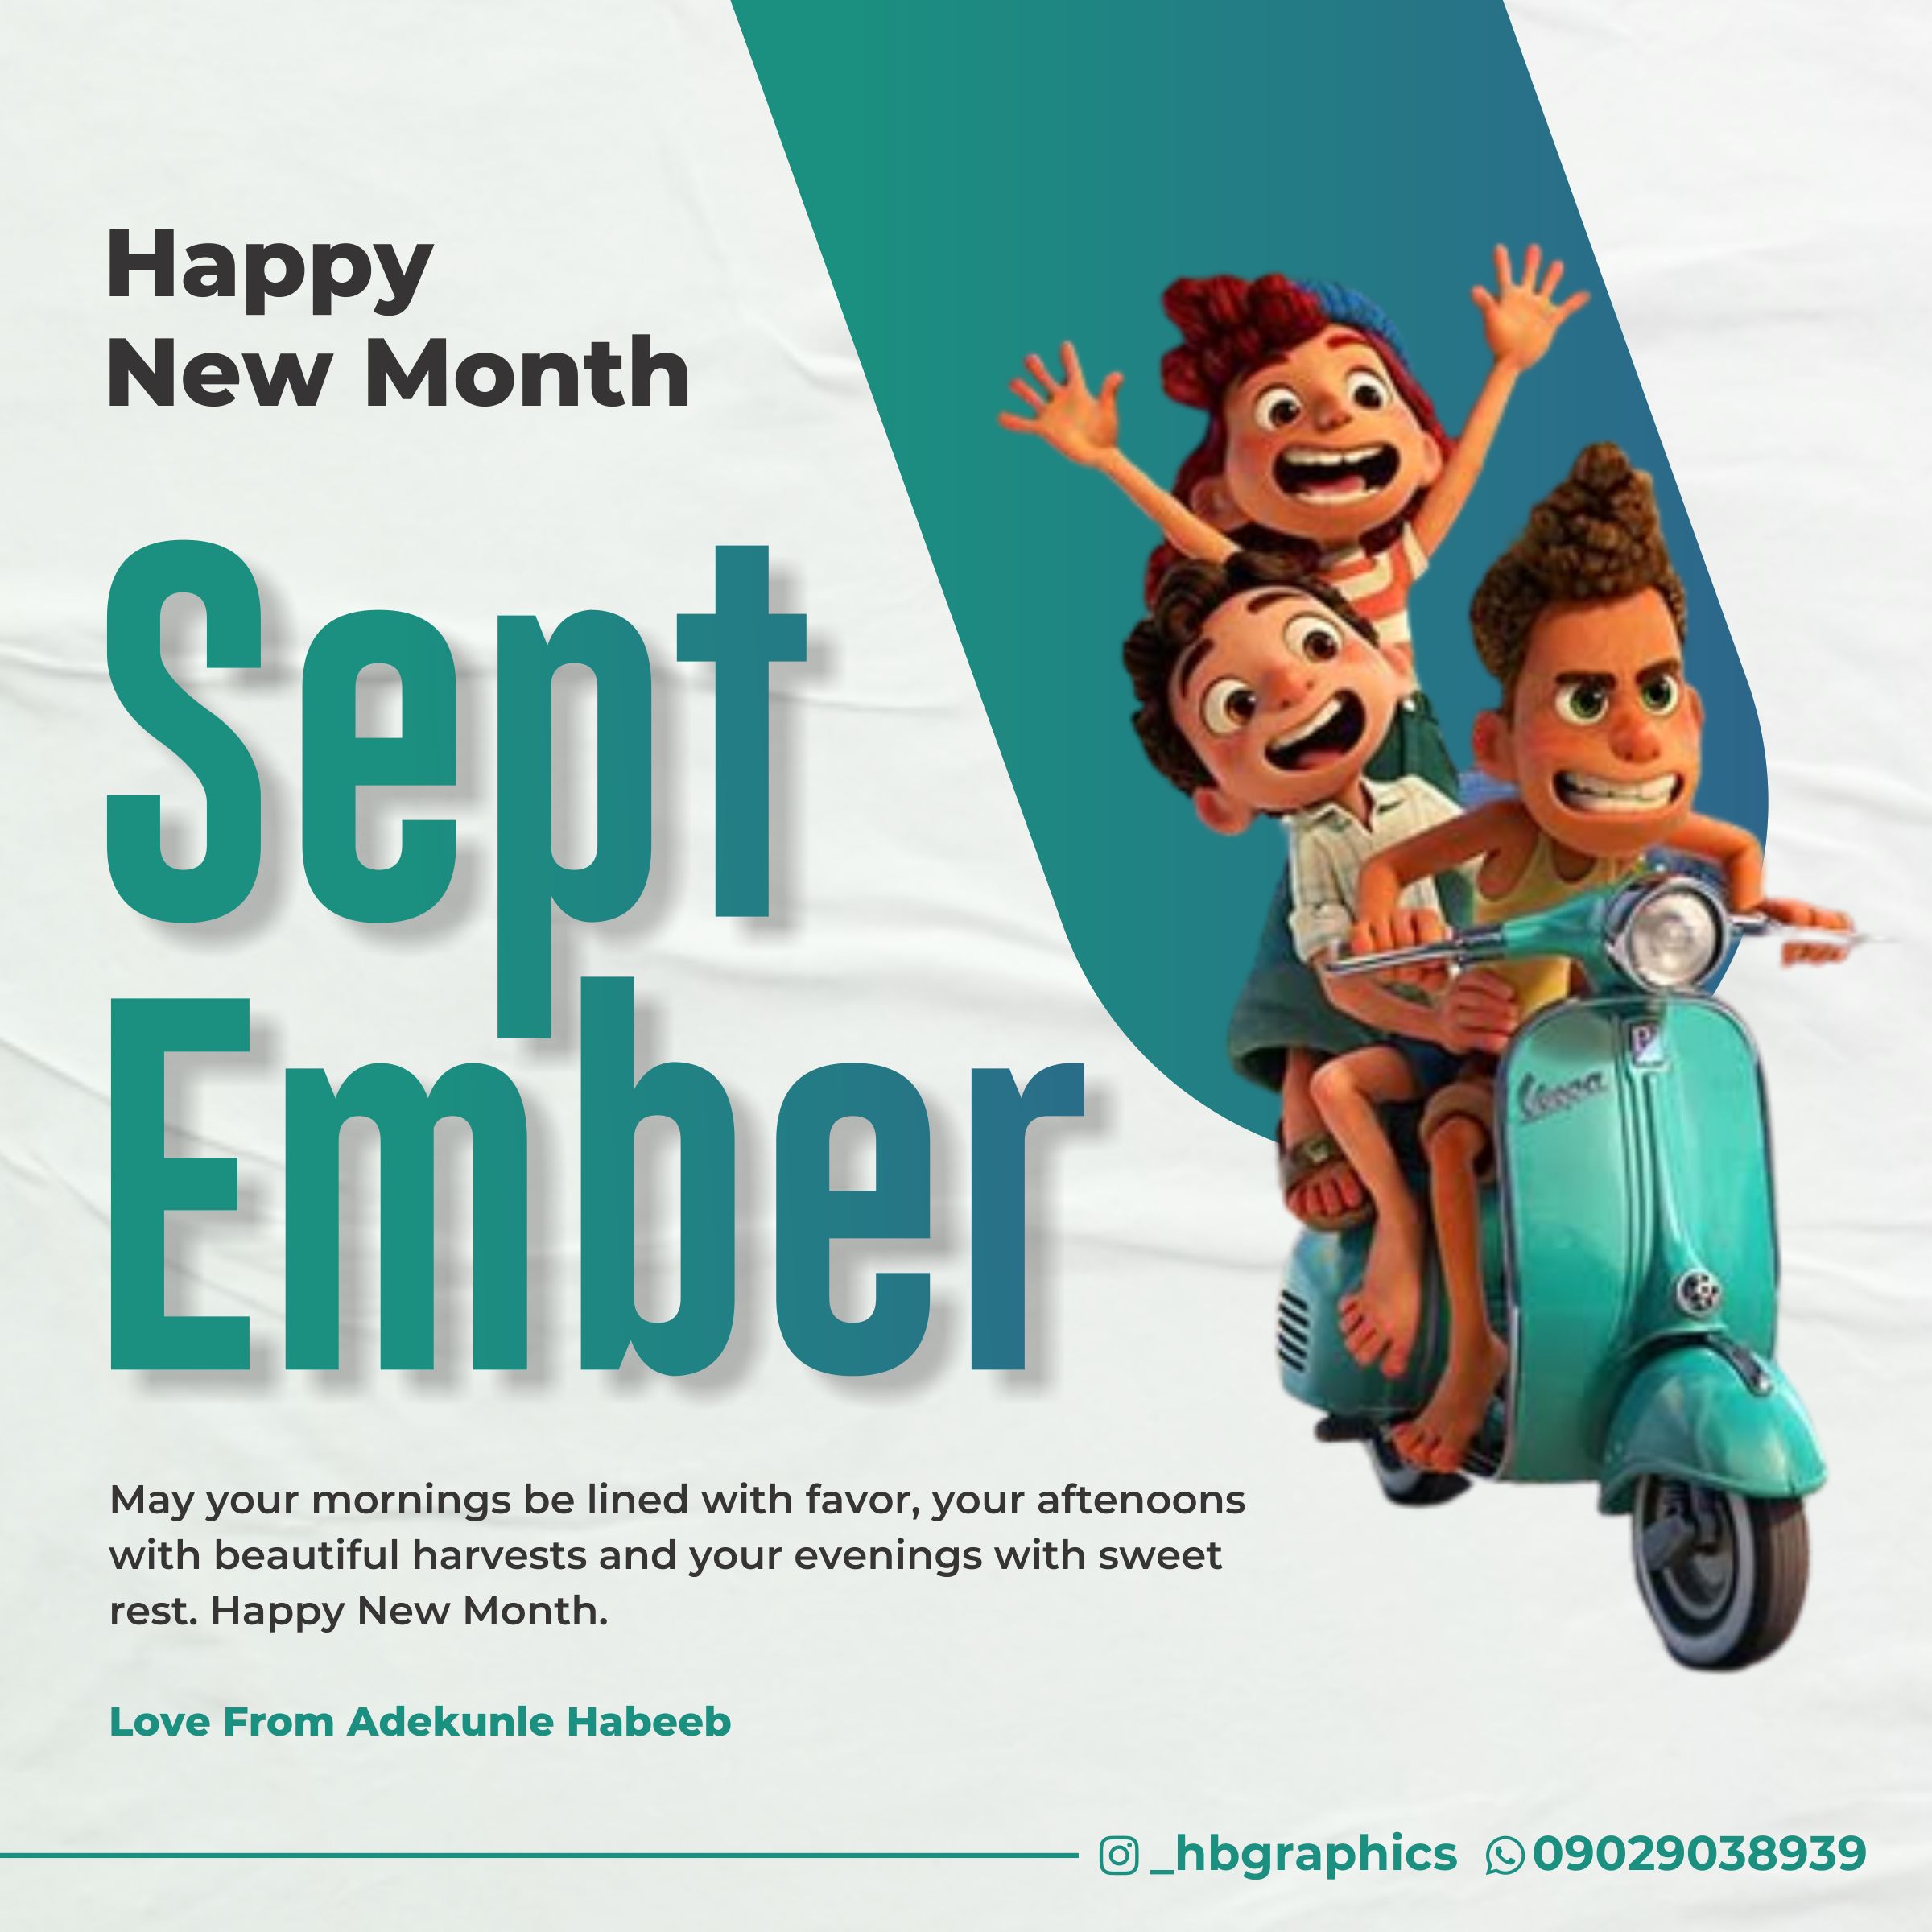 Happy
New Month
Sept
Ember
May your mornings be lined with favor, your aftenoons
with beautiful harvests and your evenings with sweet
rest. Happy New Month.
Love From Adekunle Habeeb
_hbgraphics 09029038939
Vespa